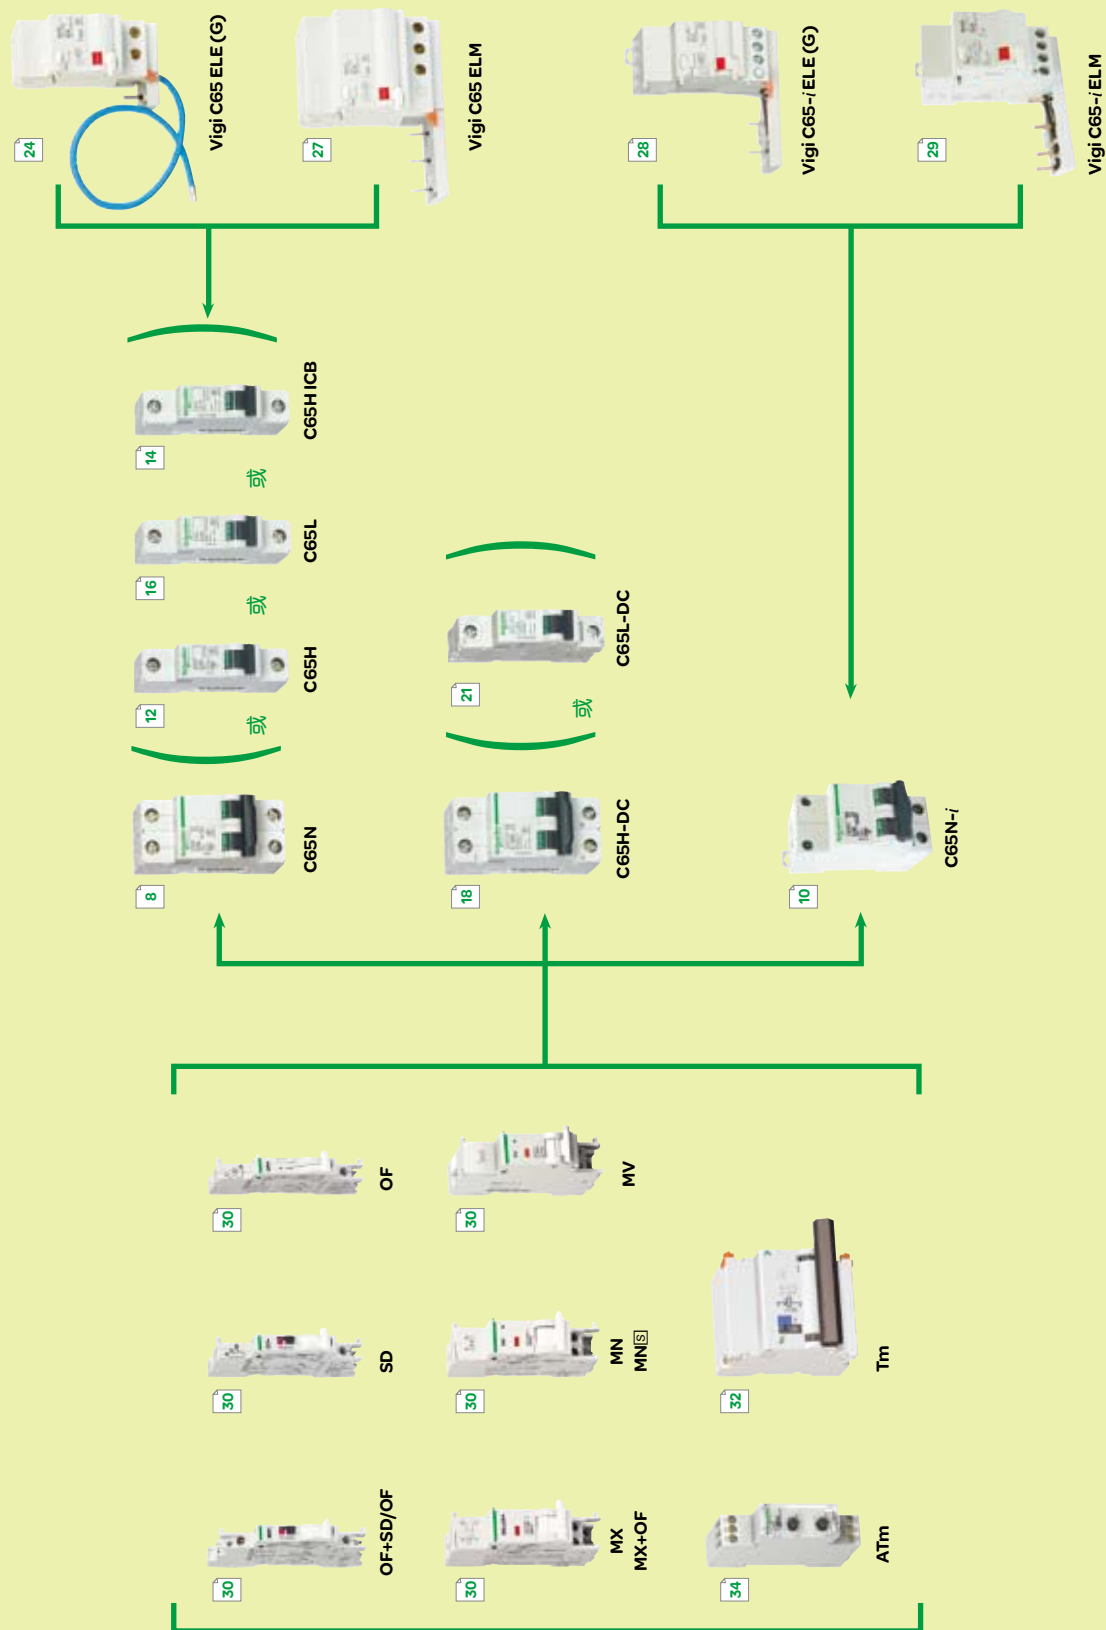 30
OF+SD/OF
30
SD
30
OF
30
MX
MX+OF
30
MN
MN🅂
30
MV
34
ATm
32
Tm
8
C65N
或
12
C65H
或
16
C65L
或
14
C65H ICB
18
C65H-DC
或
21
C65L-DC
10
C65N-i
24
Vigi C65 ELE (G)
27
Vigi C65 ELM
28
Vigi C65-i ELE (G)
29
Vigi C65-i ELM